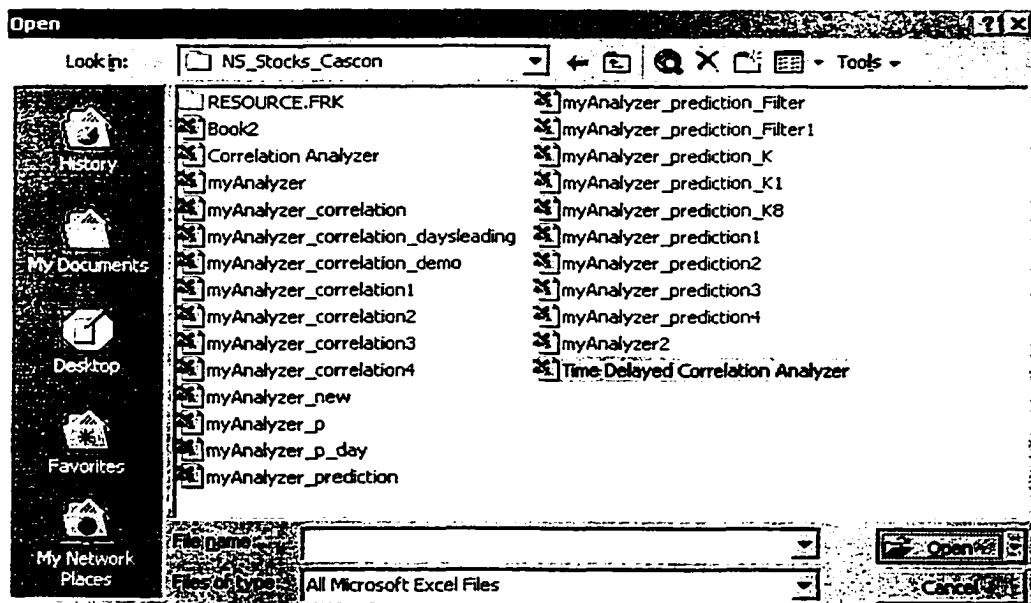 Open
Look in: NS_Stocks_Cascon Tools
History
My Documents
Desktop
Favorites
My Network Places
RESOURCE.FRK
Book2
Correlation Analyzer
myAnalyzer
myAnalyzer_correlation
myAnalyzer_correlation_daysleading
myAnalyzer_correlation_demo
myAnalyzer_correlation1
myAnalyzer_correlation2
myAnalyzer_correlation3
myAnalyzer_correlation4
myAnalyzer_new
myAnalyzer_p
myAnalyzer_p_day
myAnalyzer_prediction
myAnalyzer_prediction_Filter
myAnalyzer_prediction_Filter1
myAnalyzer_prediction_K
myAnalyzer_prediction_K1
myAnalyzer_prediction_K8
myAnalyzer_prediction1
myAnalyzer_prediction2
myAnalyzer_prediction3
myAnalyzer_prediction4
myAnalyzer2
Time Delayed Correlation Analyzer
File name
Open
Files of type All Microsoft Excel Files
Cancel